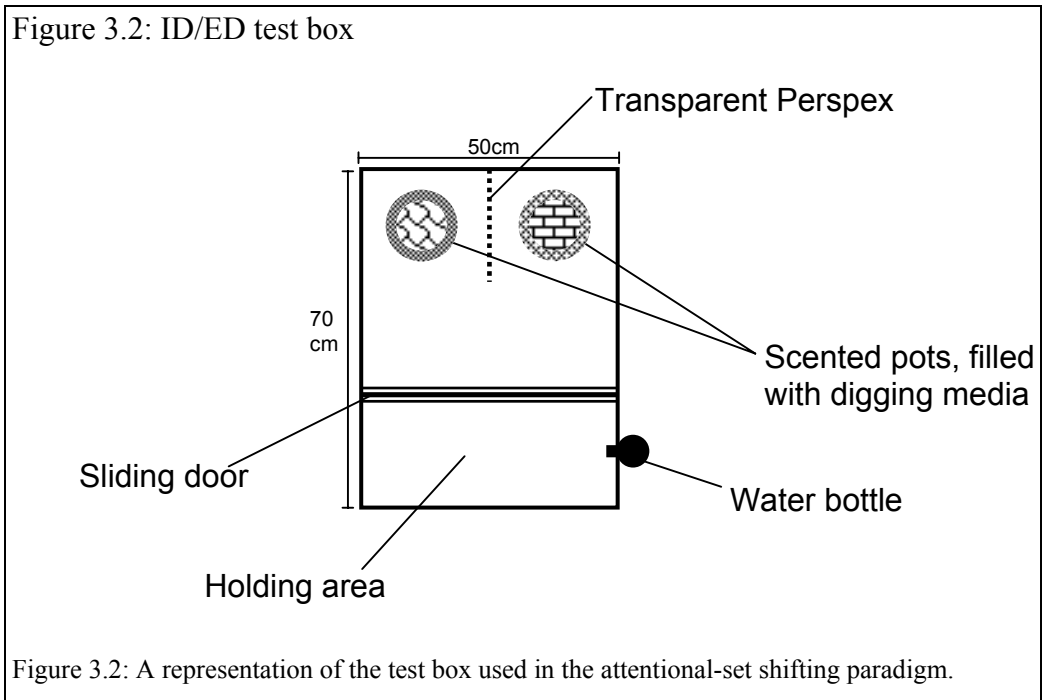 Figure 3.2: ID/ED test box
Transparent Perspex
50cm
70
cm
Scented pots, filled
with digging media
Sliding door
Water bottle
Holding area
Figure 3.2: A representation of the test box used in the attentional-set shifting paradigm.